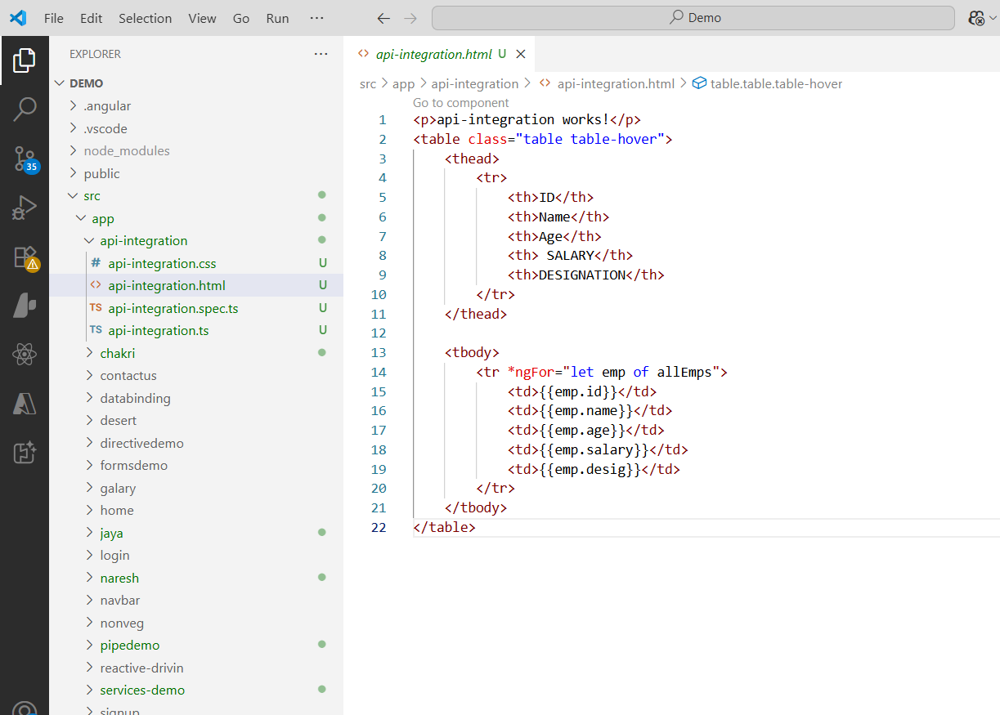 File Edit Selection View Go Run ···
Demo
EXPLORER ···
DEMO
.angular
.vscode
node_modules
35
public
src
app
api-integration
# api-integration.css U
<> api-integration.html U
TS api-integration.spec.ts U
TS api-integration.ts U
chakri
contactus
databinding
desert
directivedemo
formsdemo
galary
home
jaya
login
naresh
navbar
nonveg
pipedemo
reactive-drivin
services-demo
signup
<> api-integration.html U
src > app > api-integration > <> api-integration.html > table.table.table-hover
Go to component
1 <p>api-integration works!</p>
2 <table class="table table-hover">
3 <thead>
4 <tr>
5 <th>ID</th>
6 <th>Name</th>
7 <th>Age</th>
8 <th> SALARY</th>
9 <th>DESIGNATION</th>
10 </tr>
11 </thead>
12
13 <tbody>
14 <tr *ngFor="let emp of allEmps">
15 <td>{{emp.id}}</td>
16 <td>{{emp.name}}</td>
17 <td>{{emp.age}}</td>
18 <td>{{emp.salary}}</td>
19 <td>{{emp.desig}}</td>
20 </tr>
21 </tbody>
22 </table>